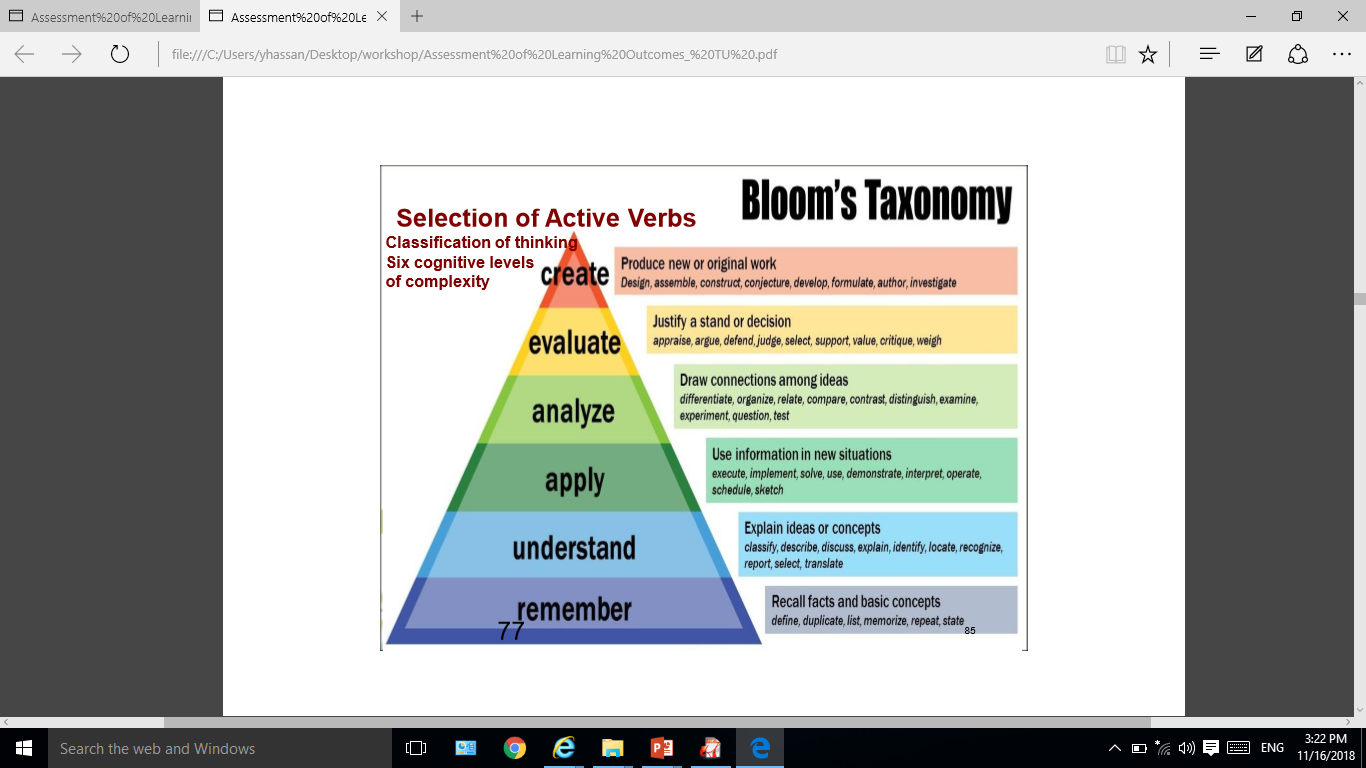 Assessment%20of%20Learnin
Assessment%20of%20Le
file:///C:/Users/yhassan/Desktop/workshop/Assessment%20of%20Learning%20Outcomes_%20TU%20.pdf
Bloom's Taxonomy
Selection of Active Verbs
Classification of thinking
Six cognitive levels
of complexity
create
Produce new or original work
Design, assemble, construct, conjecture, develop, formulate, author, investigate
evaluate
Justify a stand or decision
appraise, argue, defend, judge, select, support, value, critique, weigh
analyze
Draw connections among ideas
differentiate, organize, relate, compare, contrast, distinguish, examine,
experiment, question, test
apply
Use information in new situations
execute, implement, solve, use, demonstrate, interpret, operate,
schedule, sketch
understand
Explain ideas or concepts
classify, describe, discuss, explain, identify, locate, recognize,
report, select, translate
remember
Recall facts and basic concepts
define, duplicate, list, memorize, repeat, state
77
85
Search the web and Windows
ENG
3:22 PM
11/16/2018